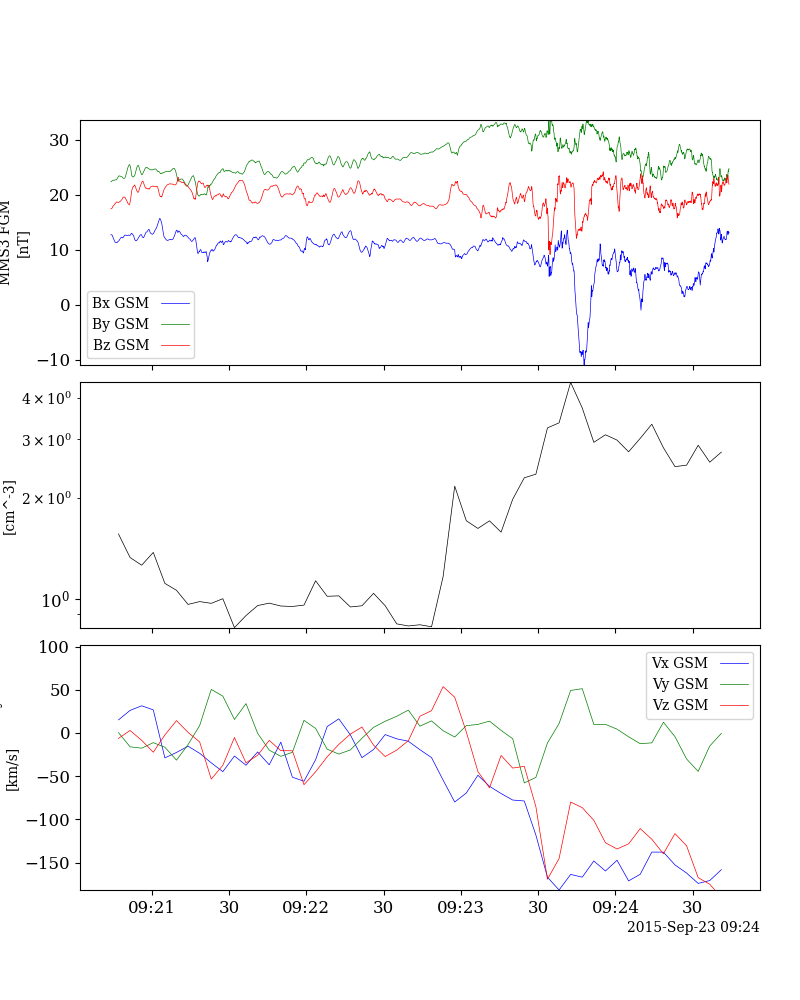 30
20
10
0
−10
MMS3 FGM
[nT]
Bx GSM
By GSM
Bz GSM
4 × 10⁰
3 × 10⁰
2 × 10⁰
10⁰
[cm^-3]
100
50
0
−50
−100
−150
[km/s]
Vx GSM
Vy GSM
Vz GSM
09:21 30 09:22 30 09:23 30 09:24 30
2015-Sep-23 09:24